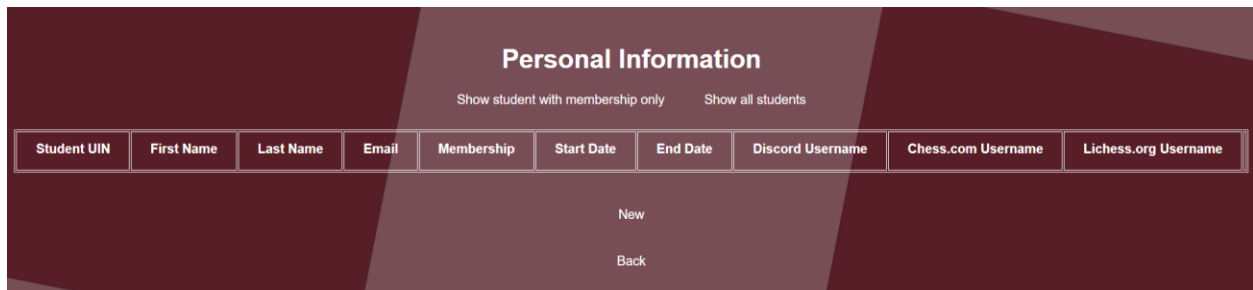 Personal Information
Show student with membership only Show all students
Student UIN First Name Last Name Email Membership Start Date End Date Discord Username Chess.com Username Lichess.org Username
New
Back